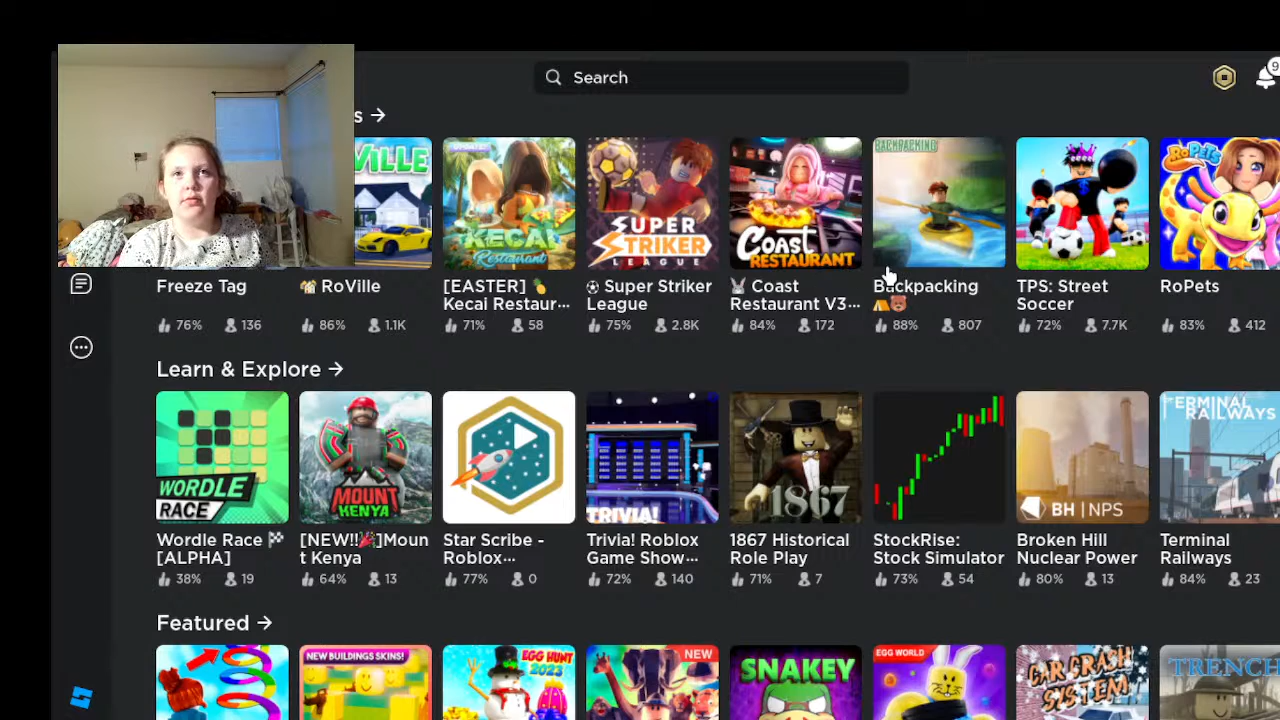 Search
9
s →
VILLE
UPDATE!
KECAI
Restaurant
SUPER
STRIKER
LEAGUE
Coast
RESTAURANT
BACKPACKING
RoPETS
Freeze Tag
RoVille
[EASTER]
Kecai Restaur...
Super Striker
League
Coast
Restaurant V3...
Backpacking
TPS: Street
Soccer
RoPets
76% 136
86% 1.1K
71% 58
75% 2.8K
84% 172
88% 807
72% 7.7K
83% 412
Learn & Explore →
WORDLE
RACE
MOUNT
KENYA
TRIVIA!
1867
BH | NPS
TERMINAL
RAILWAYS
Wordle Race
[ALPHA]
[NEW!!🎉]Moun
t Kenya
Star Scribe -
Roblox...
Trivia! Roblox
Game Show...
1867 Historical
Role Play
StockRise:
Stock Simulator
Broken Hill
Nuclear Power
Terminal
Railways
38% 19
64% 13
77% 0
72% 140
71% 7
73% 54
80% 13
84% 23
Featured →
NEW BUILDINGS SKINS!
EGG HUNT
2023
NEW
SNAKEY
EGG WORLD
CAR CRASH
SYSTEM
TRENCH